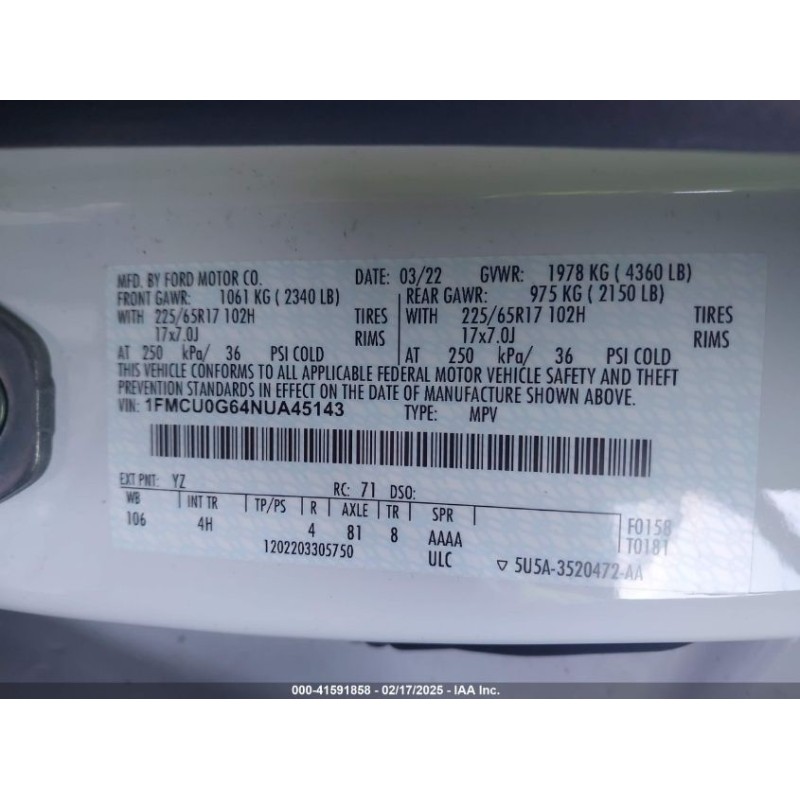 MFD. BY FORD MOTOR CO. DATE: 03/22 GVWR: 1978 KG ( 4360 LB)
FRONT GAWR: 1061 KG ( 2340 LB) REAR GAWR: 975 KG ( 2150 LB)
WITH 225/65R17 102H TIRES WITH 225/65R17 102H TIRES
17x7.0J RIMS 17x7.0J RIMS
AT 250 kPa/ 36 PSI COLD AT 250 kPa/ 36 PSI COLD
THIS VEHICLE CONFORMS TO ALL APPLICABLE FEDERAL MOTOR VEHICLE SAFETY AND THEFT
PREVENTION STANDARDS IN EFFECT ON THE DATE OF MANUFACTURE SHOWN ABOVE.
VIN: 1FMCU0G64NUA45143 TYPE: MPV
EXT PNT: YZ RC: 71 DSO:
WB INT TR TP/PS R AXLE TR SPR
106 4H 4 81 8 AAAA F0158
1202203305750 ULC T0181
▽ 5U5A-3520472-AA
000-41591858 - 02/17/2025 - IAA Inc.